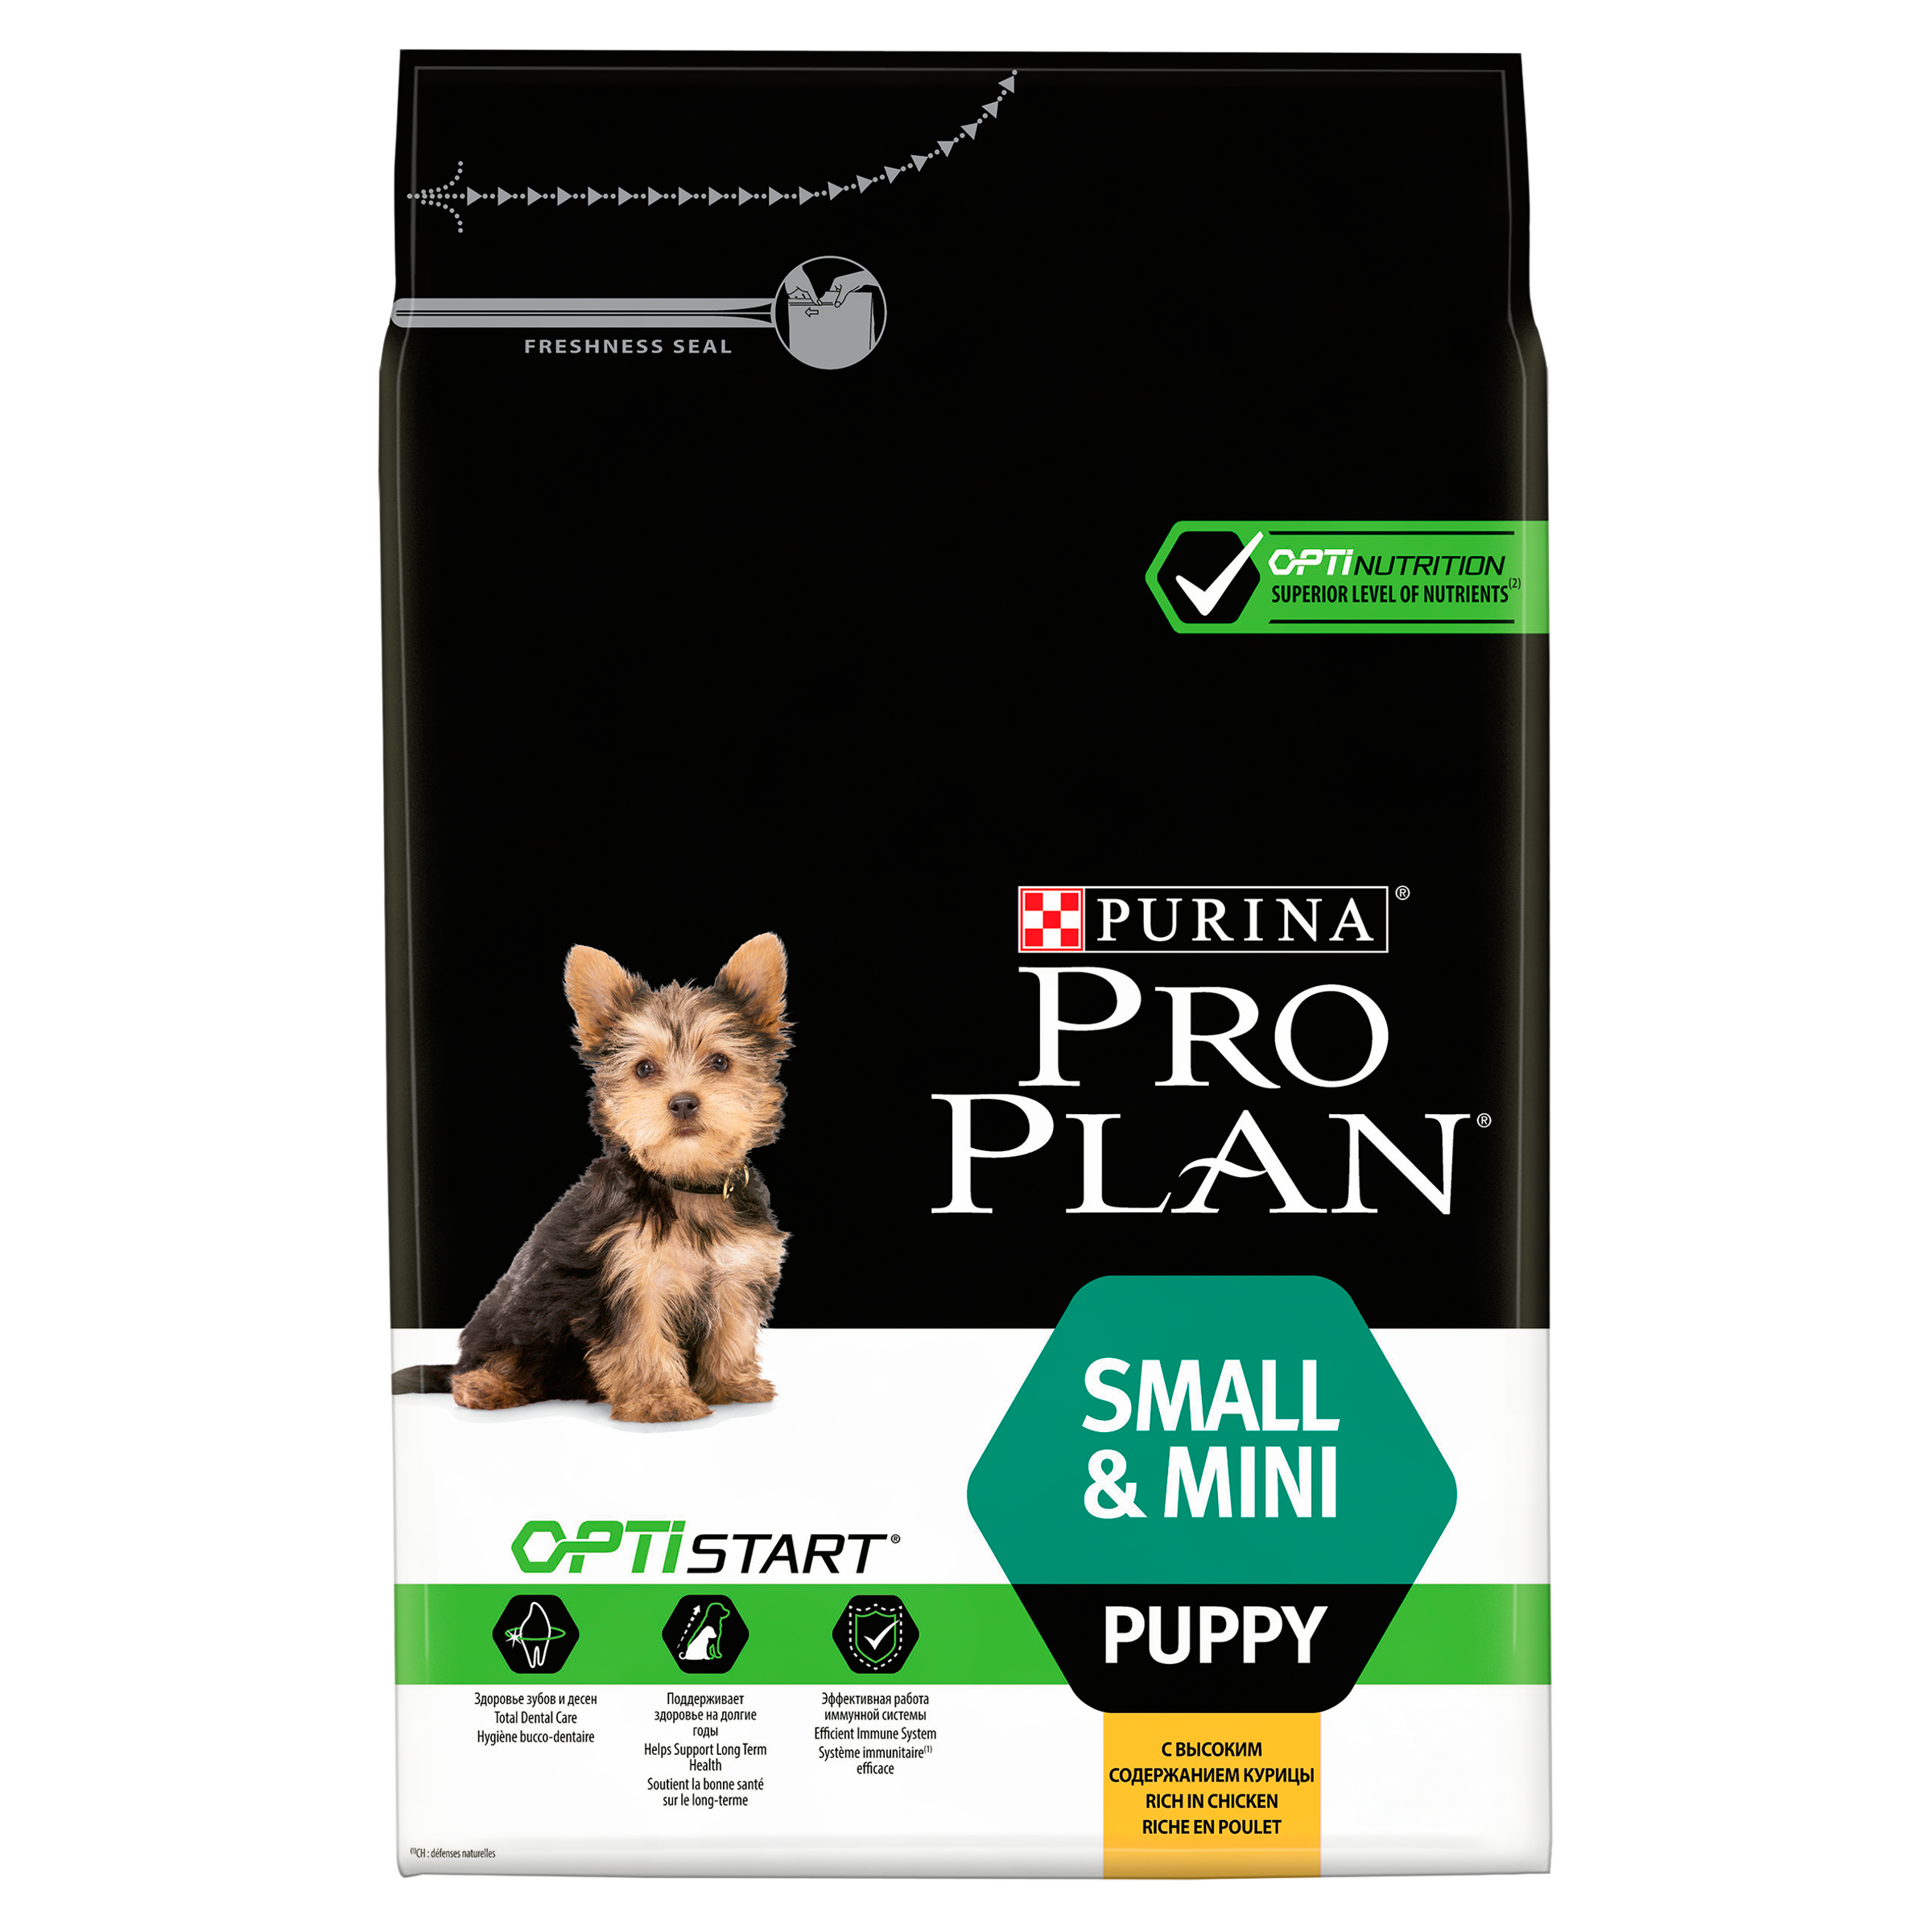 FRESHNESS SEAL
OPTINUTRITION
SUPERIOR LEVEL OF NUTRIENTS(2)
PURINA®
PRO
PLAN®
SMALL
& MINI
PUPPY
OPTISTART®
Здоровье зубов и десен
Total Dental Care
Hygiène bucco-dentaire
Поддерживает
здоровье на долгие
годы
Helps Support Long Term
Health
Soutient la bonne santé
sur le long-terme
Эффективная работа
иммунной системы
Efficient Immune System
Système immunitaire(1)
efficace
С ВЫСОКИМ
СОДЕРЖАНИЕМ КУРИЦЫ
RICH IN CHICKEN
RICHE EN POULET
(1)CH : défenses naturelles